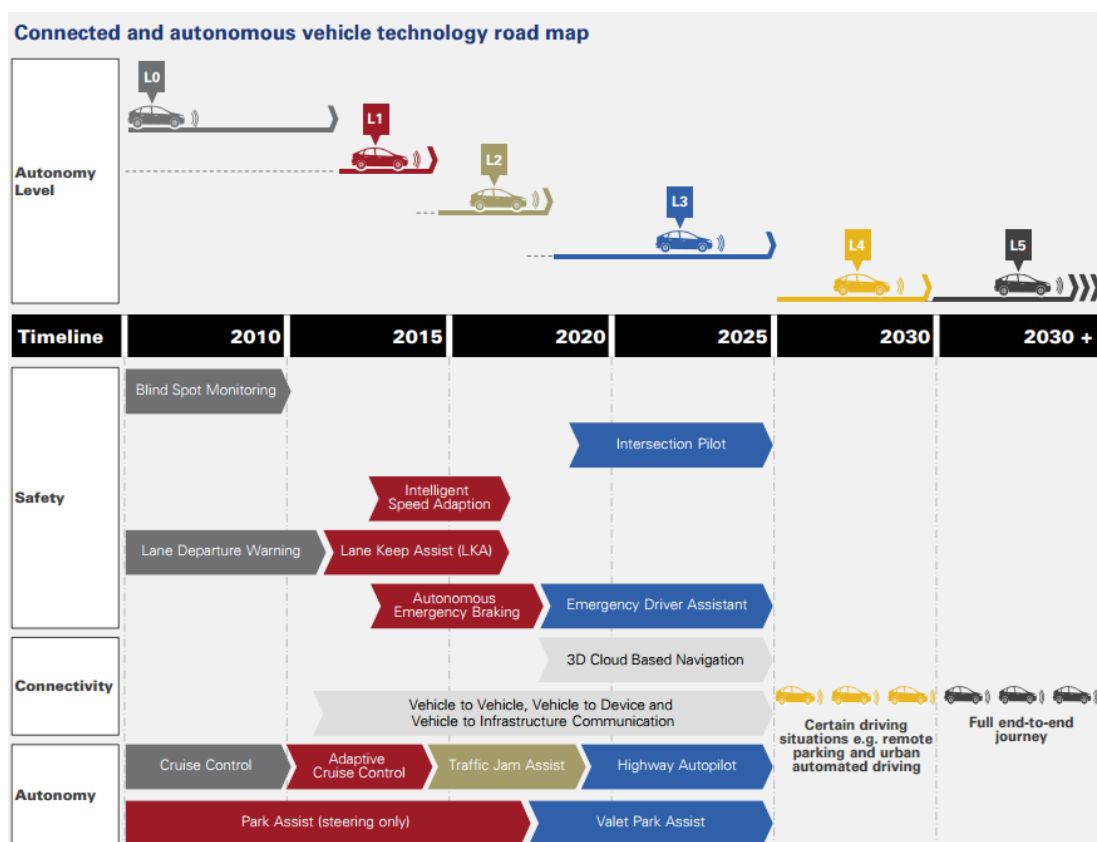 Connected and autonomous vehicle technology road map
L0
L1
L2
L3
L4
L5
Autonomy
Level
Timeline
2010
2015
2020
2025
2030
2030 +
Safety
Blind Spot Monitoring
Intersection Pilot
Intelligent
Speed Adaption
Lane Departure Warning
Lane Keep Assist (LKA)
Autonomous
Emergency Braking
Emergency Driver Assistant
Connectivity
3D Cloud Based Navigation
Vehicle to Vehicle, Vehicle to Device and
Vehicle to Infrastructure Communication
Certain driving
situations e.g. remote
parking and urban
automated driving
Full end-to-end
journey
Autonomy
Cruise Control
Adaptive
Cruise Control
Traffic Jam Assist
Highway Autopilot
Park Assist (steering only)
Valet Park Assist